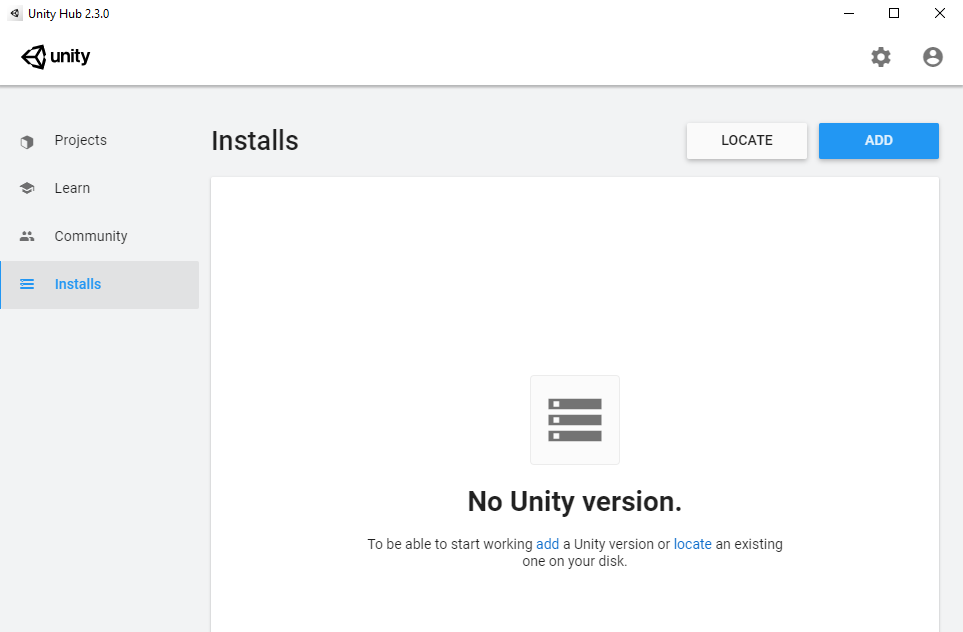 Unity Hub 2.3.0
unity
Projects
Learn
Community
Installs
Installs
LOCATE
ADD
No Unity version.
To be able to start working add a Unity version or locate an existing
one on your disk.